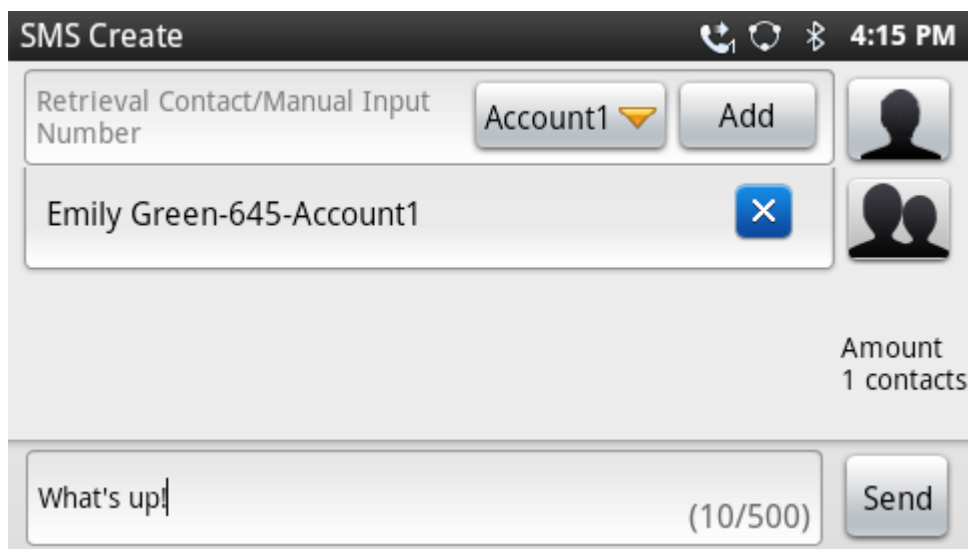 SMS Create
1
4:15 PM
Retrieval Contact/Manual Input
Number
Account1
Add
Emily Green-645-Account1
Amount
1 contacts
What's up!
(10/500)
Send